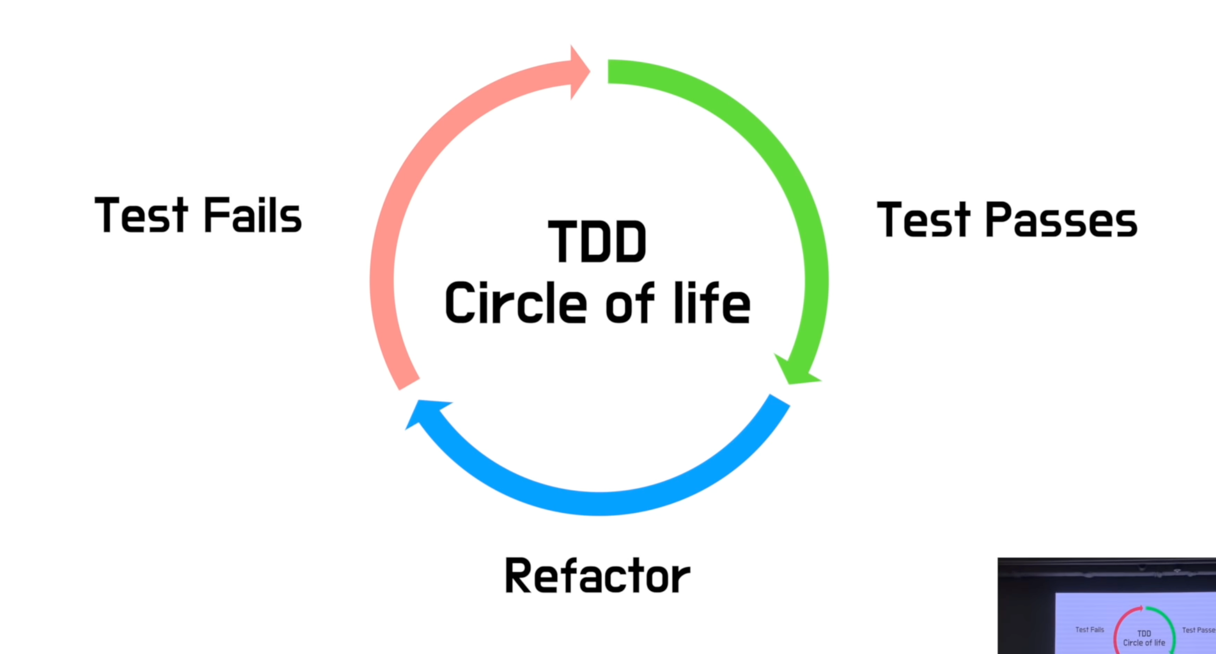 Test Fails
TDD
Circle of life
Test Passes
Refactor
Test Fails
TDD
Circle of life
Test Passe